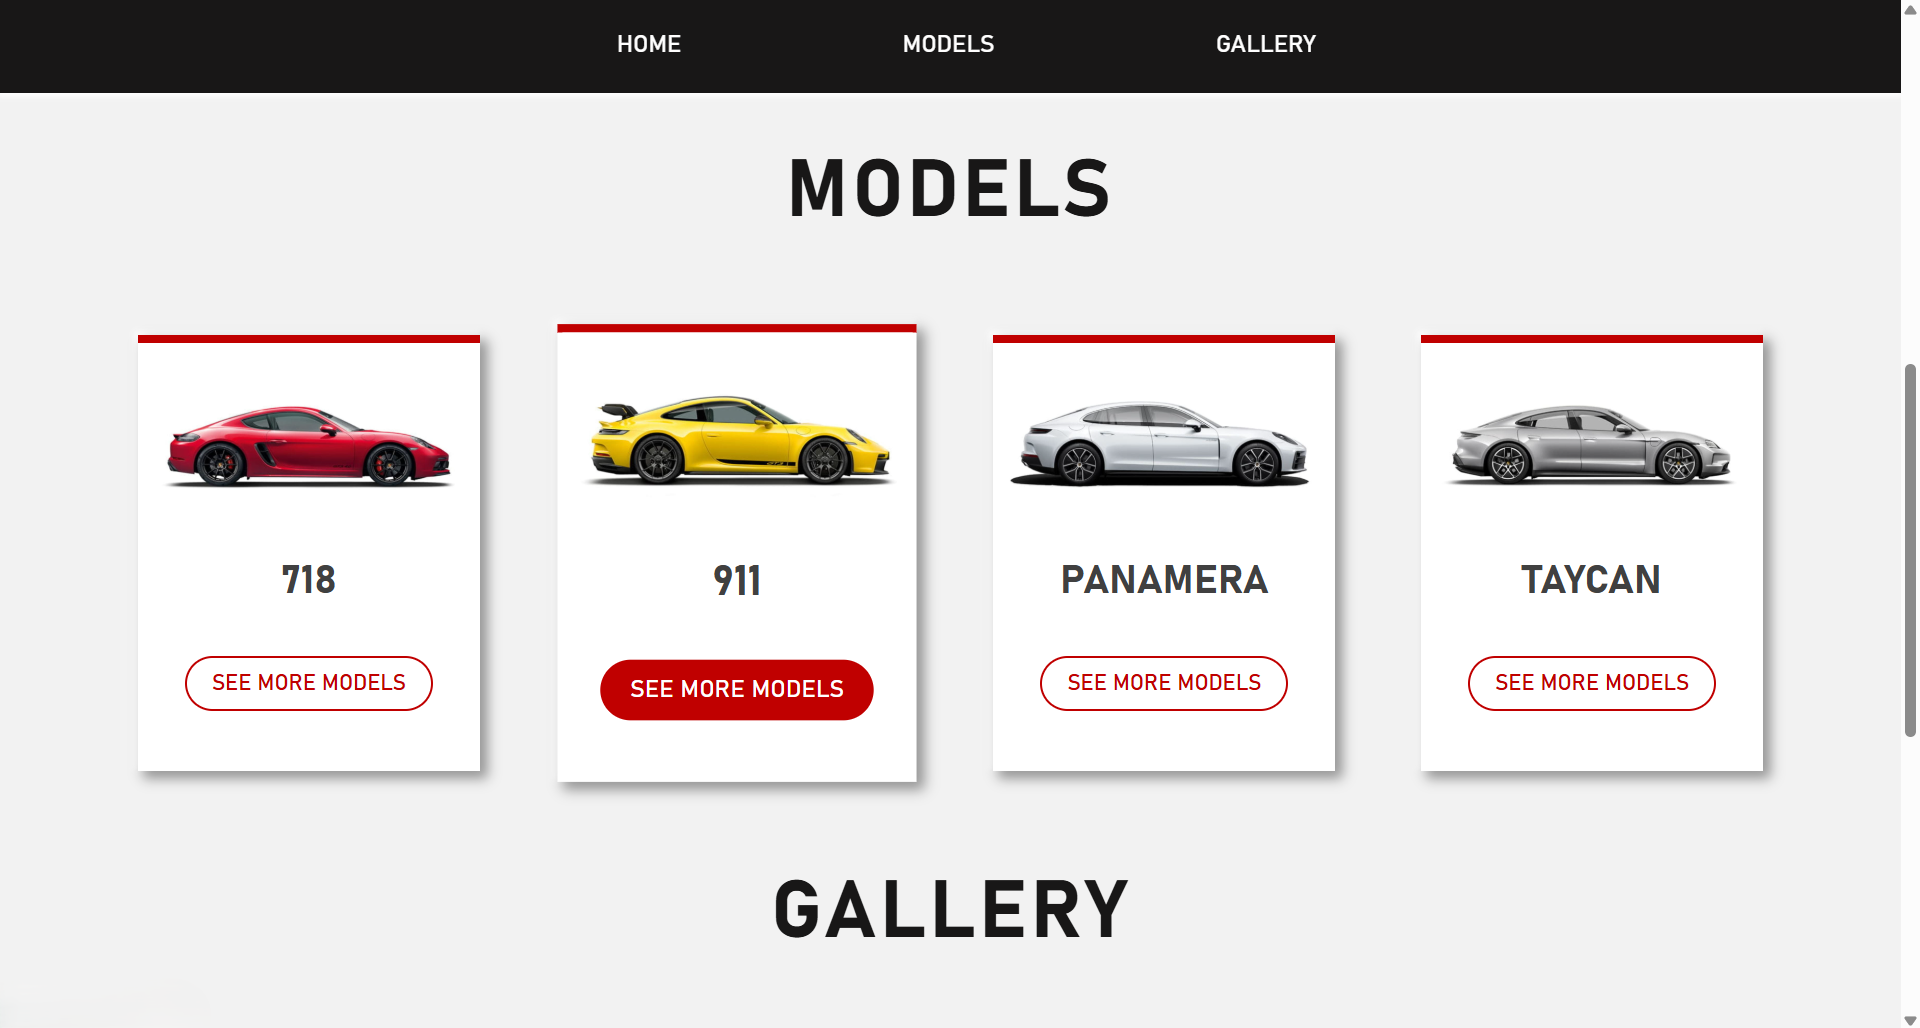 HOME
MODELS
GALLERY
MODELS
718
911
PANAMERA
TAYCAN
SEE MORE MODELS
SEE MORE MODELS
SEE MORE MODELS
SEE MORE MODELS
GALLERY